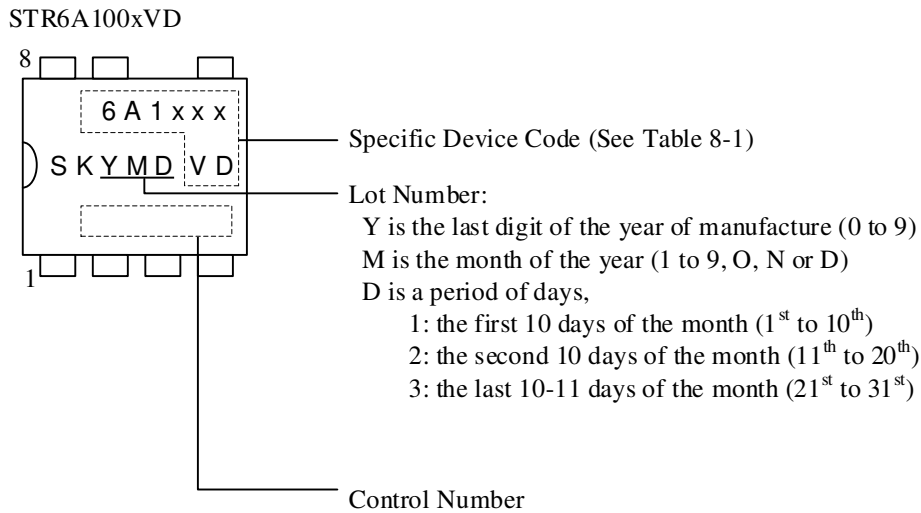 STR6A100xVD
8
6 A 1 x x x
Specific Device Code (See Table 8-1)
S K Y M D V D
Lot Number:
Y is the last digit of the year of manufacture (0 to 9)
M is the month of the year (1 to 9, O, N or D)
D is a period of days,
1
1: the first 10 days of the month (1st to 10th)
2: the second 10 days of the month (11th to 20th)
3: the last 10-11 days of the month (21st to 31st)
Control Number